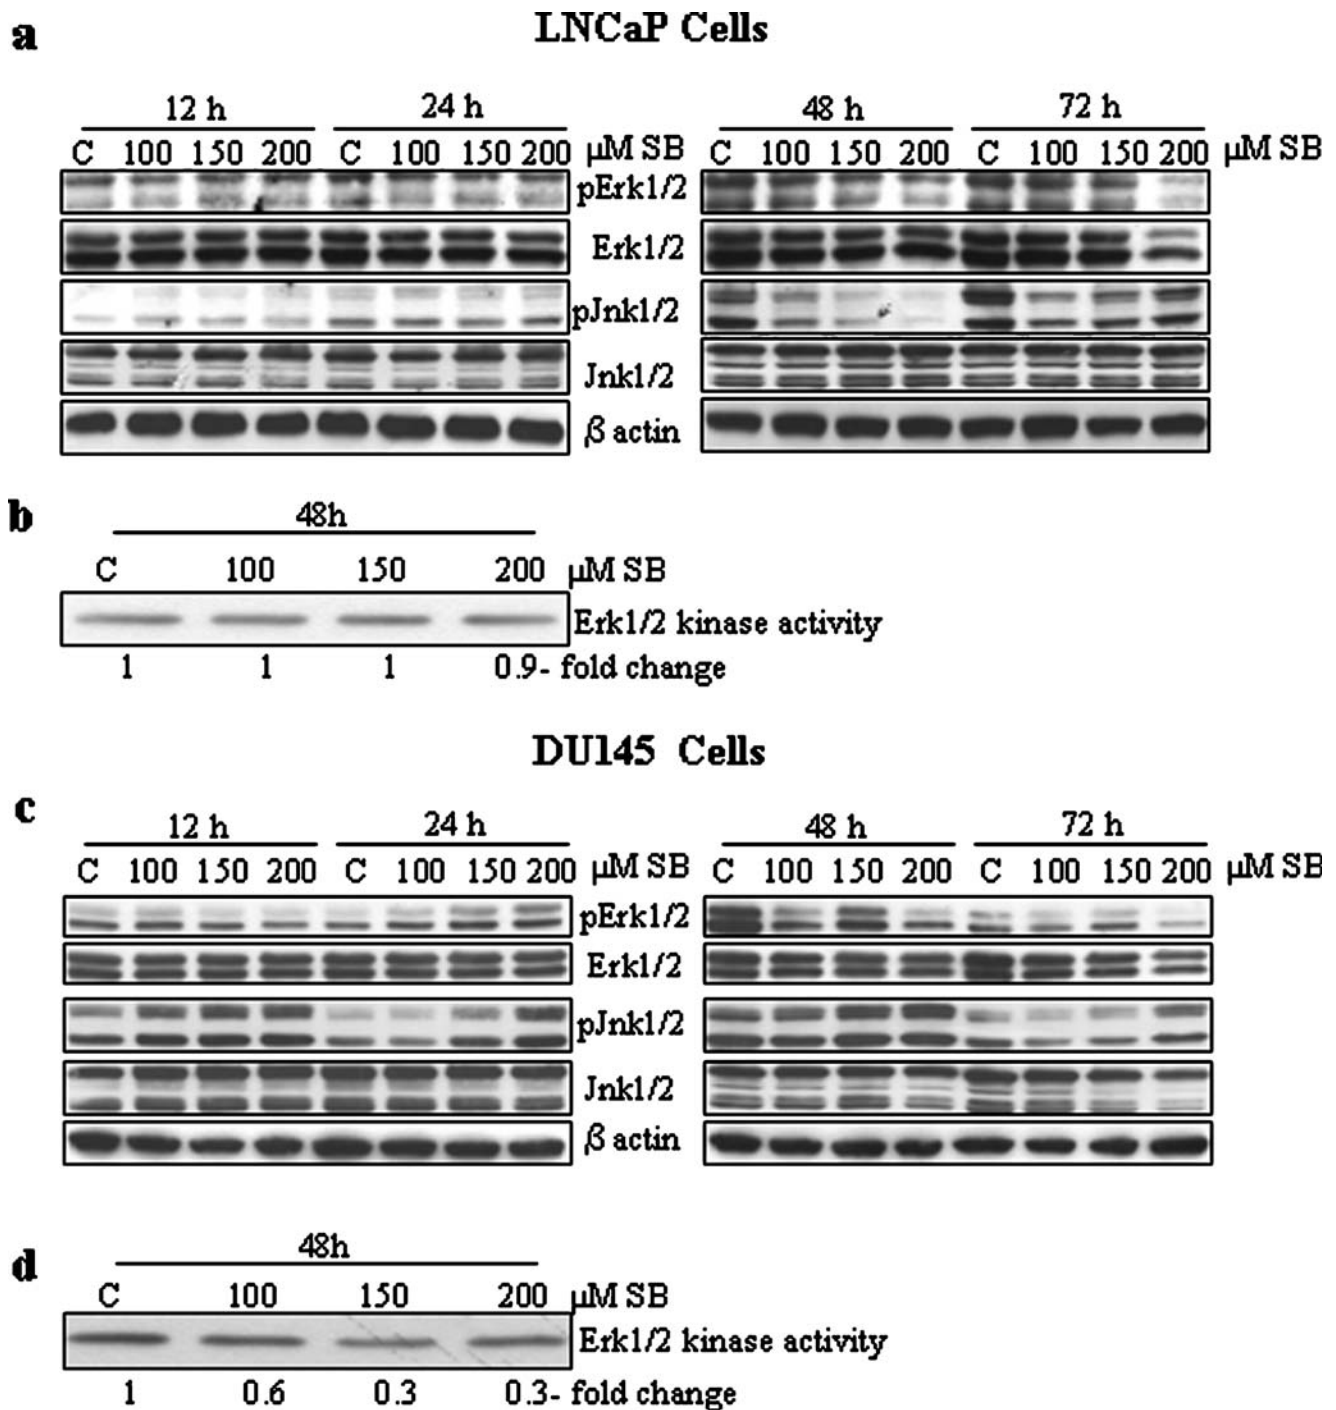 a
LNCaP Cells
12 h 24 h 48 h 72 h
C 100 150 200 C 100 150 200 µM SB C 100 150 200 C 100 150 200 µM SB
pErk1/2
Erk1/2
pJnk1/2
Jnk1/2
β actin
b
48h
C 100 150 200 µM SB
Erk1/2 kinase activity
1 1 1 0.9- fold change
DU145 Cells
c
12 h 24 h 48 h 72 h
C 100 150 200 C 100 150 200 µM SB C 100 150 200 C 100 150 200 µM SB
pErk1/2
Erk1/2
pJnk1/2
Jnk1/2
β actin
d
48h
C 100 150 200 µM SB
Erk1/2 kinase activity
1 0.6 0.3 0.3- fold change